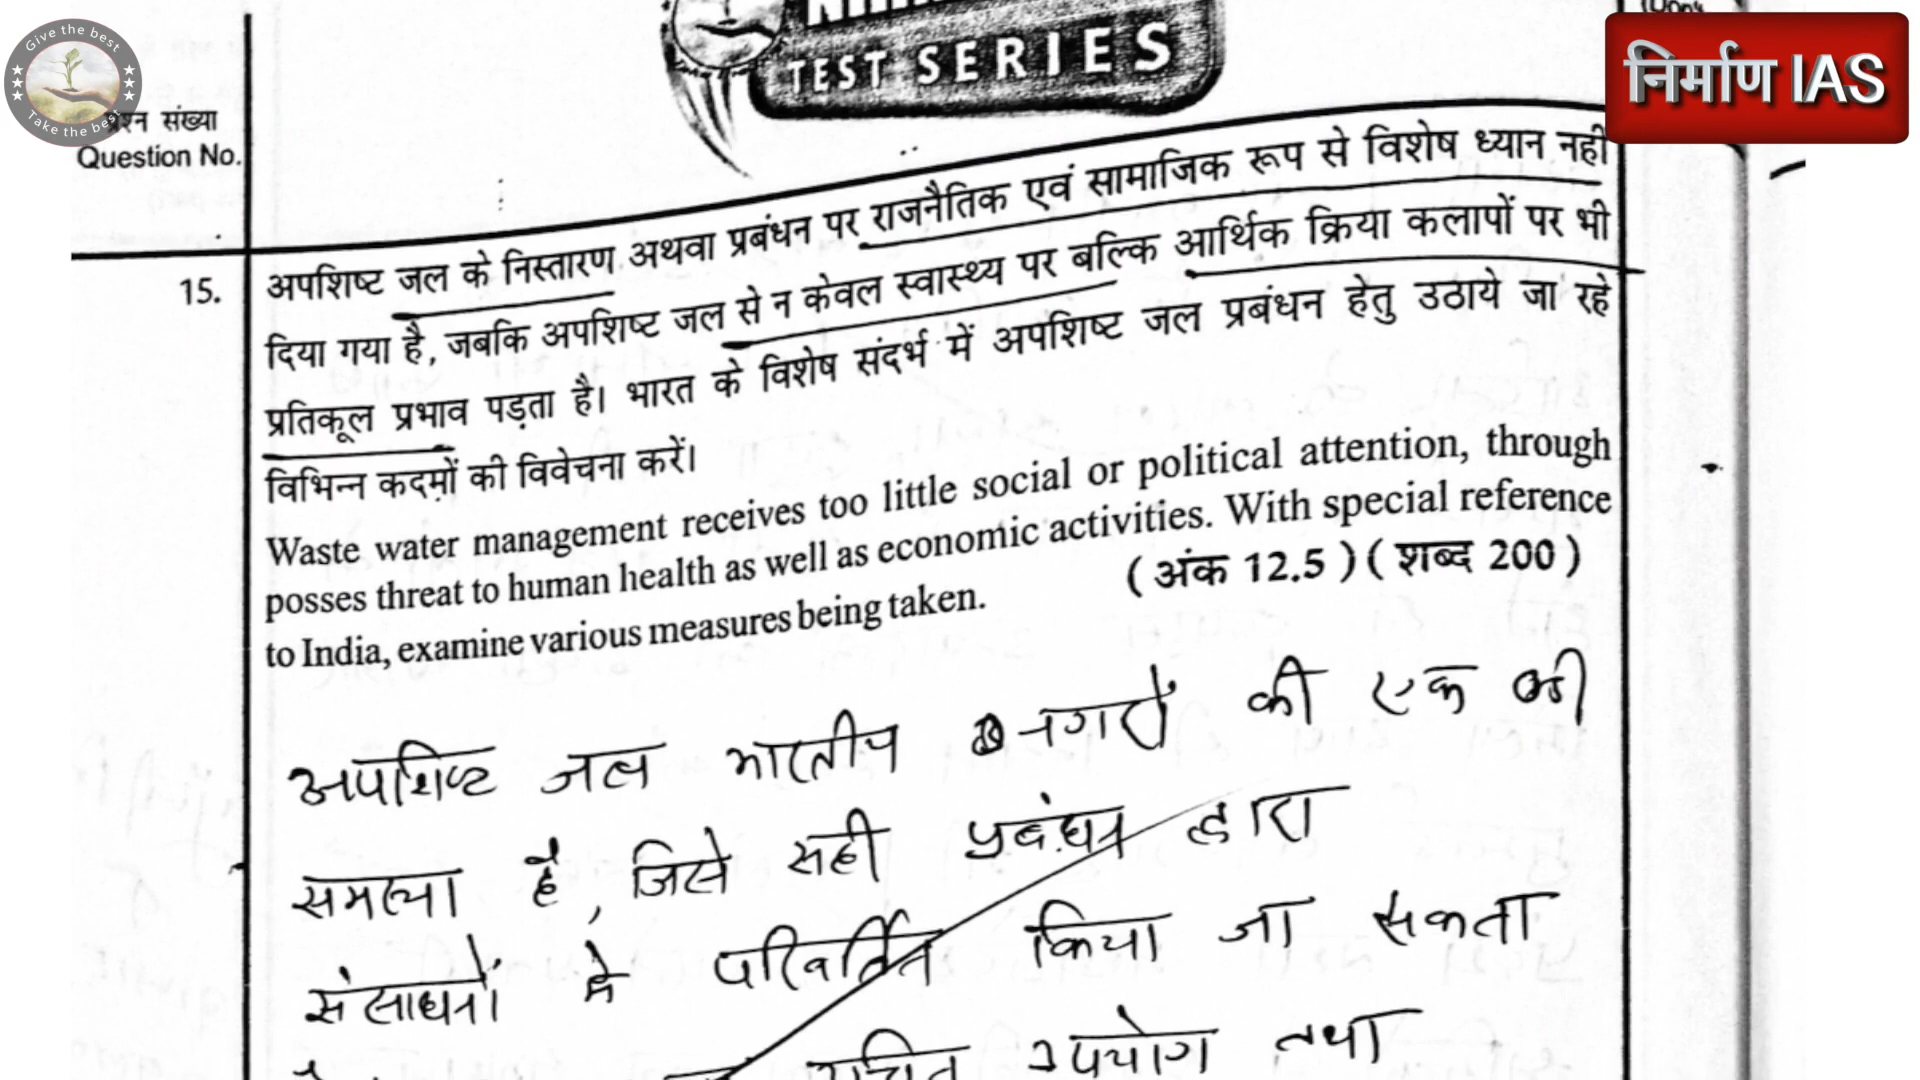 Give the best
Take the best
TEST SERIES
निर्माण IAS
प्रश्न संख्या
Question No.
15. अपशिष्ट जल के निस्तारण अथवा प्रबंधन पर राजनैतिक एवं सामाजिक रूप से विशेष ध्यान नहीं
दिया गया है, जबकि अपशिष्ट जल से न केवल स्वास्थ्य पर बल्कि आर्थिक क्रिया कलापों पर भी
प्रतिकूल प्रभाव पड़ता है। भारत के विशेष संदर्भ में अपशिष्ट जल प्रबंधन हेतु उठाये जा रहे
विभिन्न कदमों की विवेचना करें।
Waste water management receives too little social or political attention, through
posses threat to human health as well as economic activities. With special reference
to India, examine various measures being taken.
(अंक 12.5) (शब्द 200)
अपशिष्ट जल भारतीय नगरों की एक
समस्या है, जिसे सही प्रबंधन द्वारा
संसाधनों में परिवर्तित किया जा सकता
उपयोग तथा